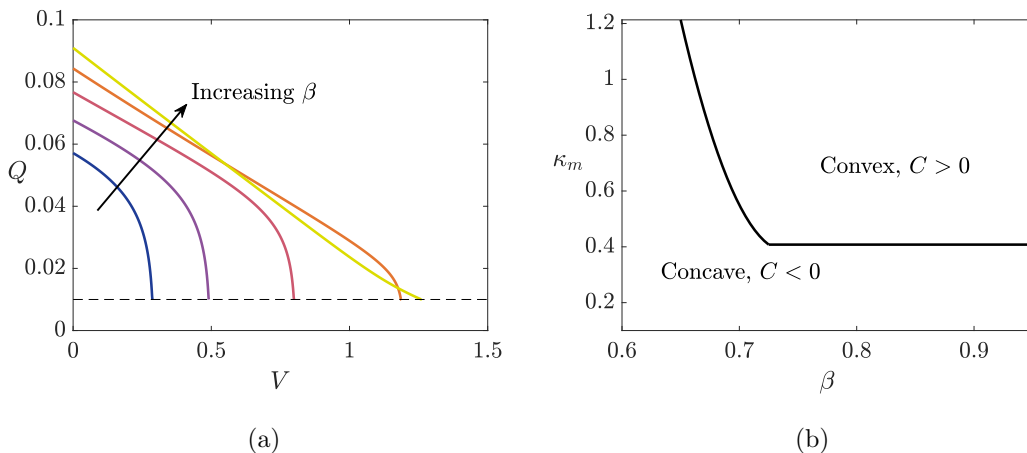 0.1
0.08
0.06
Q
0.04
0.02
0
0
0.5
1
1.5
V
Increasing β
(a)
1.2
1
0.8
κm
0.6
0.4
0.2
0.6
0.7
0.8
0.9
β
Convex, C > 0
Concave, C < 0
(b)